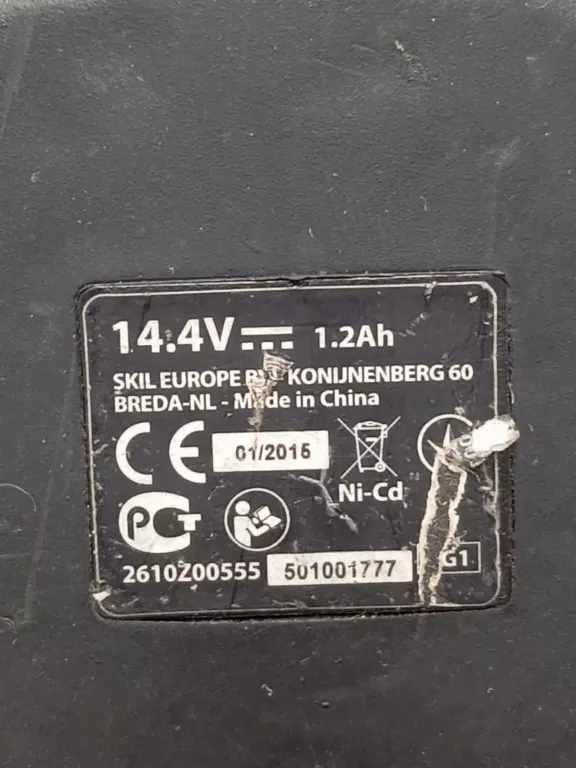 14.4V 1.2Ah
SKIL EUROPE KONIJNENBERG 60
BREDA-NL - Made in China
CE 01/2015
Ni-Cd
PCT
2610Z00555 501001777 G1